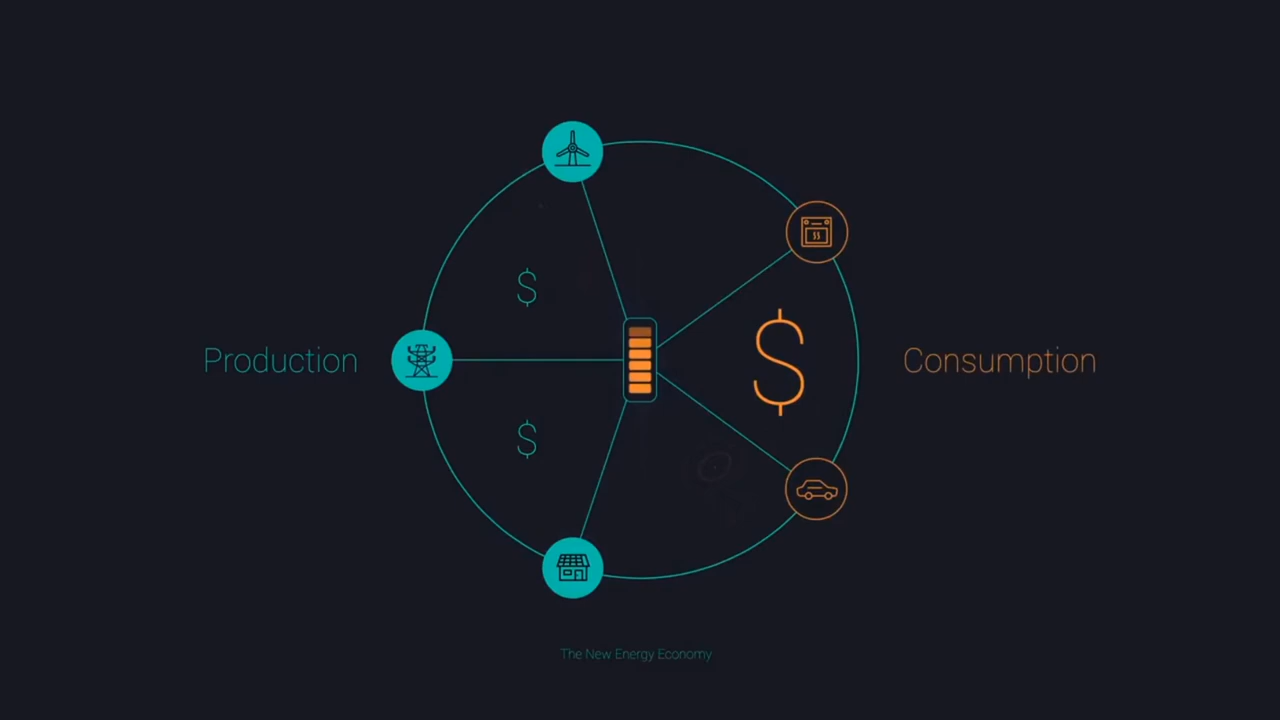 $
Production
$
$
Consumption
The New Energy Economy